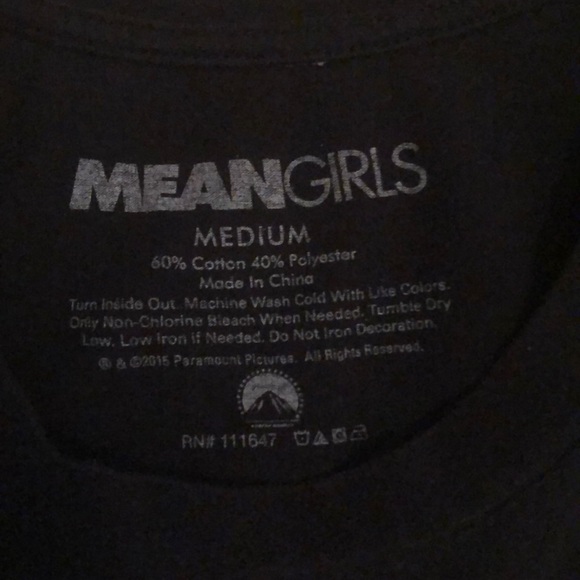 MEANGIRLS
MEDIUM
60% Cotton 40% Polyester
Made In China
Turn Inside Out. Machine Wash Cold With Like Colors.
Only Non-Chlorine Bleach When Needed. Tumble Dry
Low. Low Iron if Needed. Do Not Iron Decoration.
® & ©2015 Paramount Pictures. All Rights Reserved.
RN# 111647